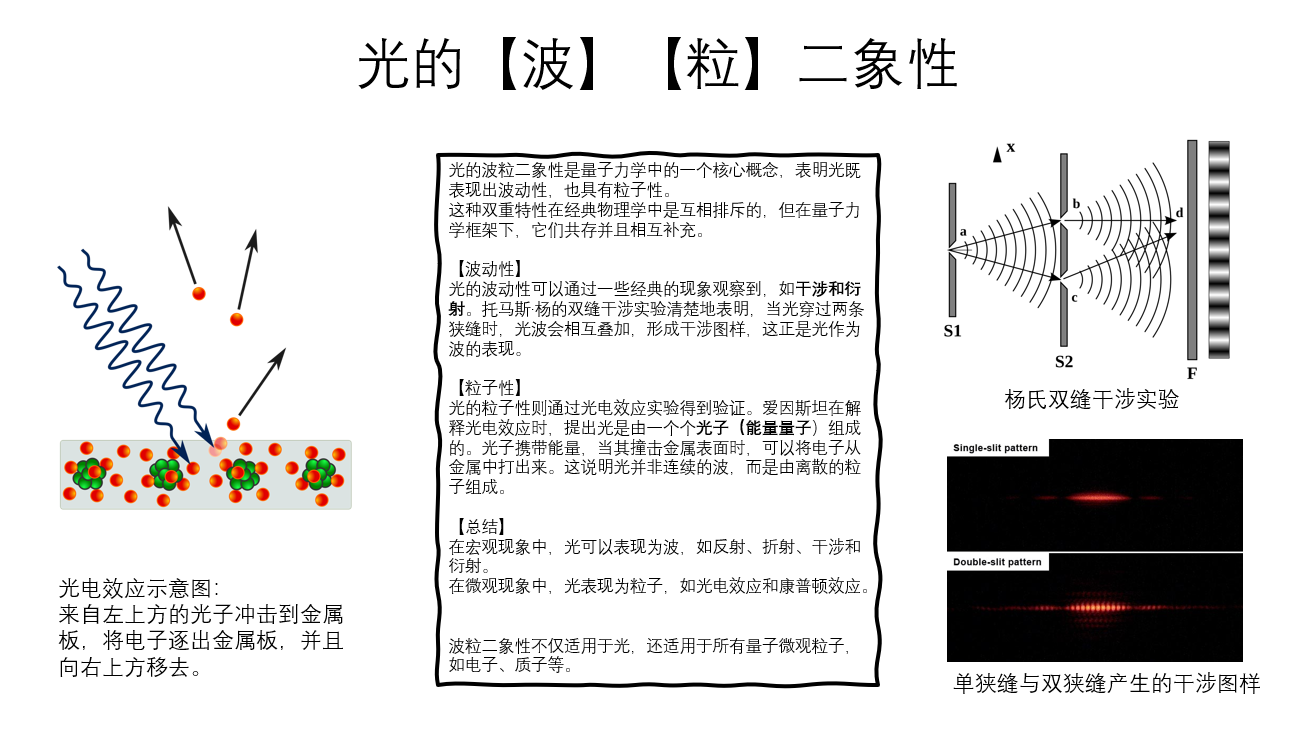 光的【波】【粒】二象性
光的波粒二象性是量子力学中的一个核心概念，表明光既
表现出波动性，也具有粒子性。
这种双重特性在经典物理学中是互相排斥的，但在量子力
学框架下，它们共存并且相互补充。
【波动性】
光的波动性可以通过一些经典的现象观察到，如干涉和衍
射。托马斯·杨的双缝干涉实验清楚地表明，当光穿过两条
狭缝时，光波会相互叠加，形成干涉图样，这正是光作为
波的表现。
【粒子性】
光的粒子性则通过光电效应实验得到验证。爱因斯坦在解
释光电效应时，提出光是由一个个光子（能量量子）组成
的。光子携带能量，当其撞击金属表面时，可以将电子从
金属中打出来。这说明光并非连续的波，而是由离散的粒
子组成。
【总结】
在宏观现象中，光可以表现为波，如反射、折射、干涉和
衍射。
在微观现象中，光表现为粒子，如光电效应和康普顿效应。
波粒二象性不仅适用于光，还适用于所有量子微观粒子，
如电子、质子等。
光电效应示意图：
来自左上方的光子冲击到金属
板，将电子逐出金属板，并且
向右上方移去。
x
a
b
c
d
S1
S2
F
杨氏双缝干涉实验
Single-slit pattern
Double-slit pattern
单狭缝与双狭缝产生的干涉图样